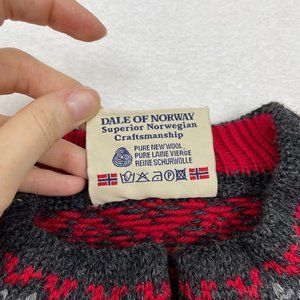 DALE OF NORWAY
Superior Norwegian
Craftsmanship
PURE NEW WOOL
PURE LAINE VIERGE
REINE SCHURWOLLE